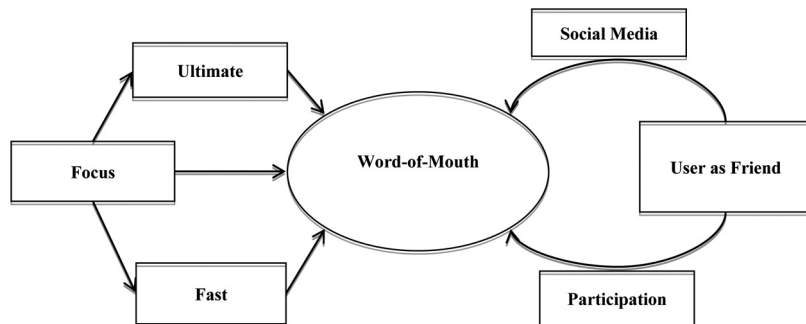 Social Media
Ultimate
Word-of-Mouth
Focus
User as Friend
Fast
Participation